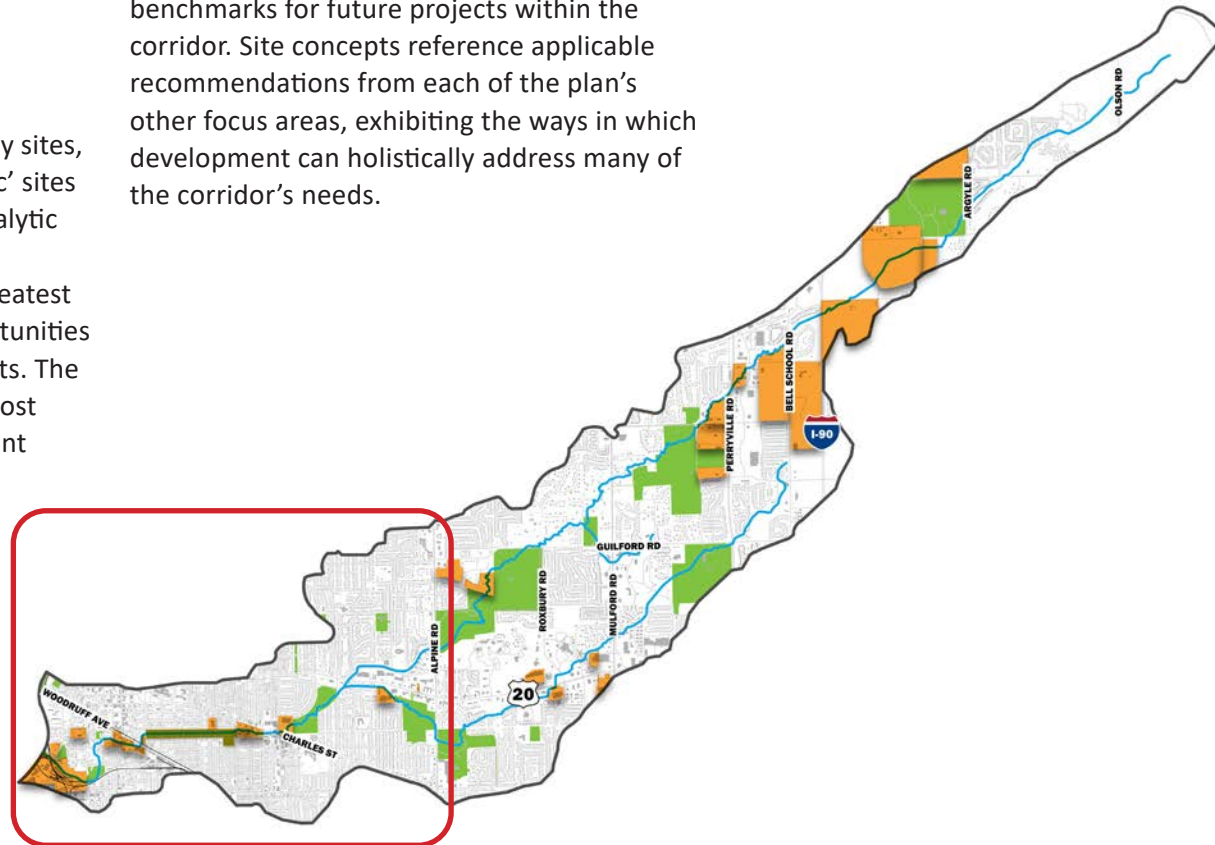 y sites,
c’ sites
alytic
eatest
tunities
ts. The
ost
nt
benchmarks for future projects within the
corridor. Site concepts reference applicable
recommendations from each of the plan’s
other focus areas, exhibiting the ways in which
development can holistically address many of
the corridor’s needs.
OLSON RD
ARGYLE RD
BELL SCHOOL RD
I-90
PERRYVILLE RD
GUILFORD RD
MULFORD RD
ROXBURY RD
ALPINE RD
20
WOODRUFF AVE
CHARLES ST